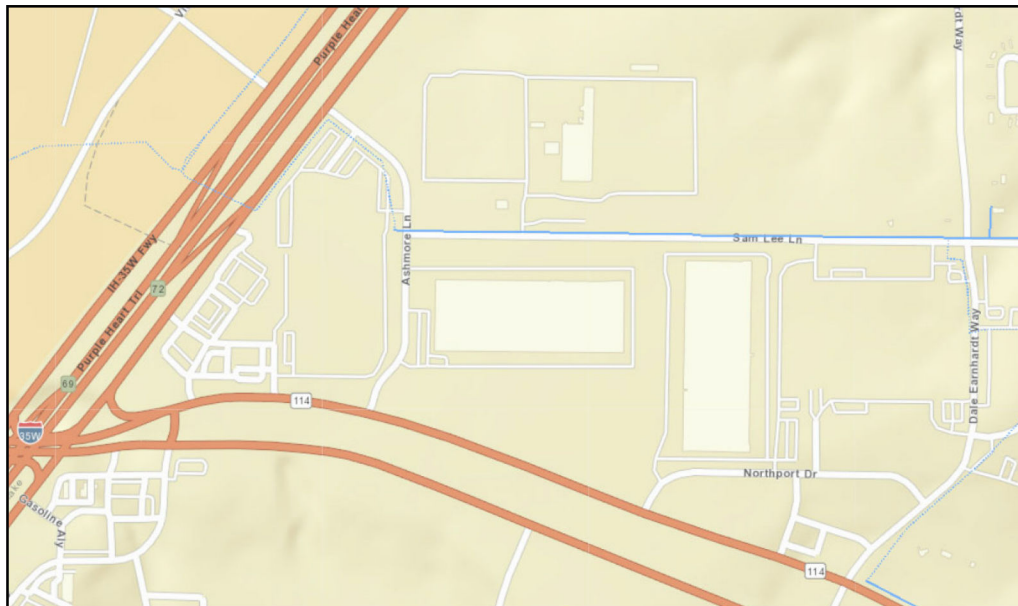 Purple Heart
Ashmore Ln
Sam Lee Ln
IH-35W Fwy
72
Purple Heart Trl
69
35W
114
Dale Earnhardt Way
Northport Dr
Gasoline Aly
114